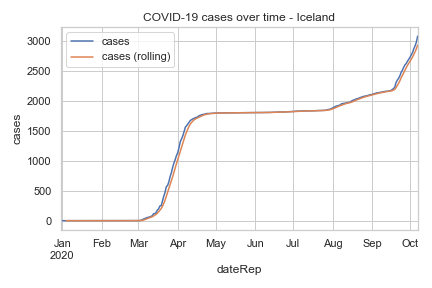 COVID-19 cases over time - Iceland
cases
cases (rolling)
3000
2500
2000
1500
1000
500
0
cases
Jan Feb Mar Apr May Jun Jul Aug Sep Oct
2020
dateRep